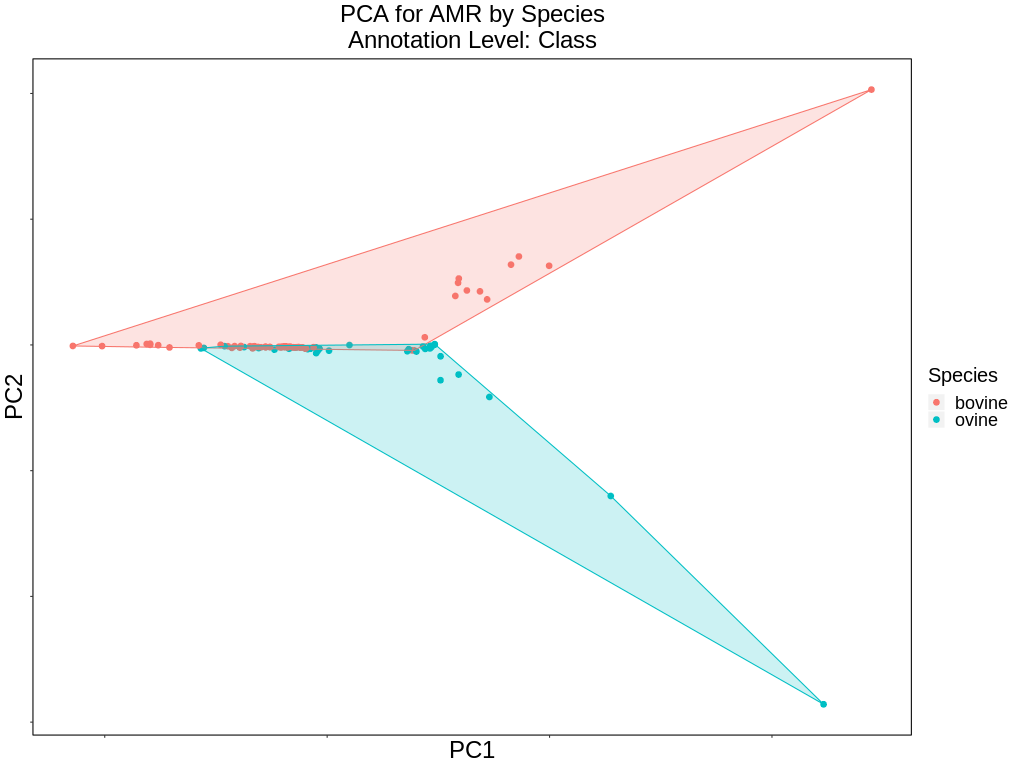 PCA for AMR by Species
Annotation Level: Class
PC2
Species
bovine
ovine
PC1